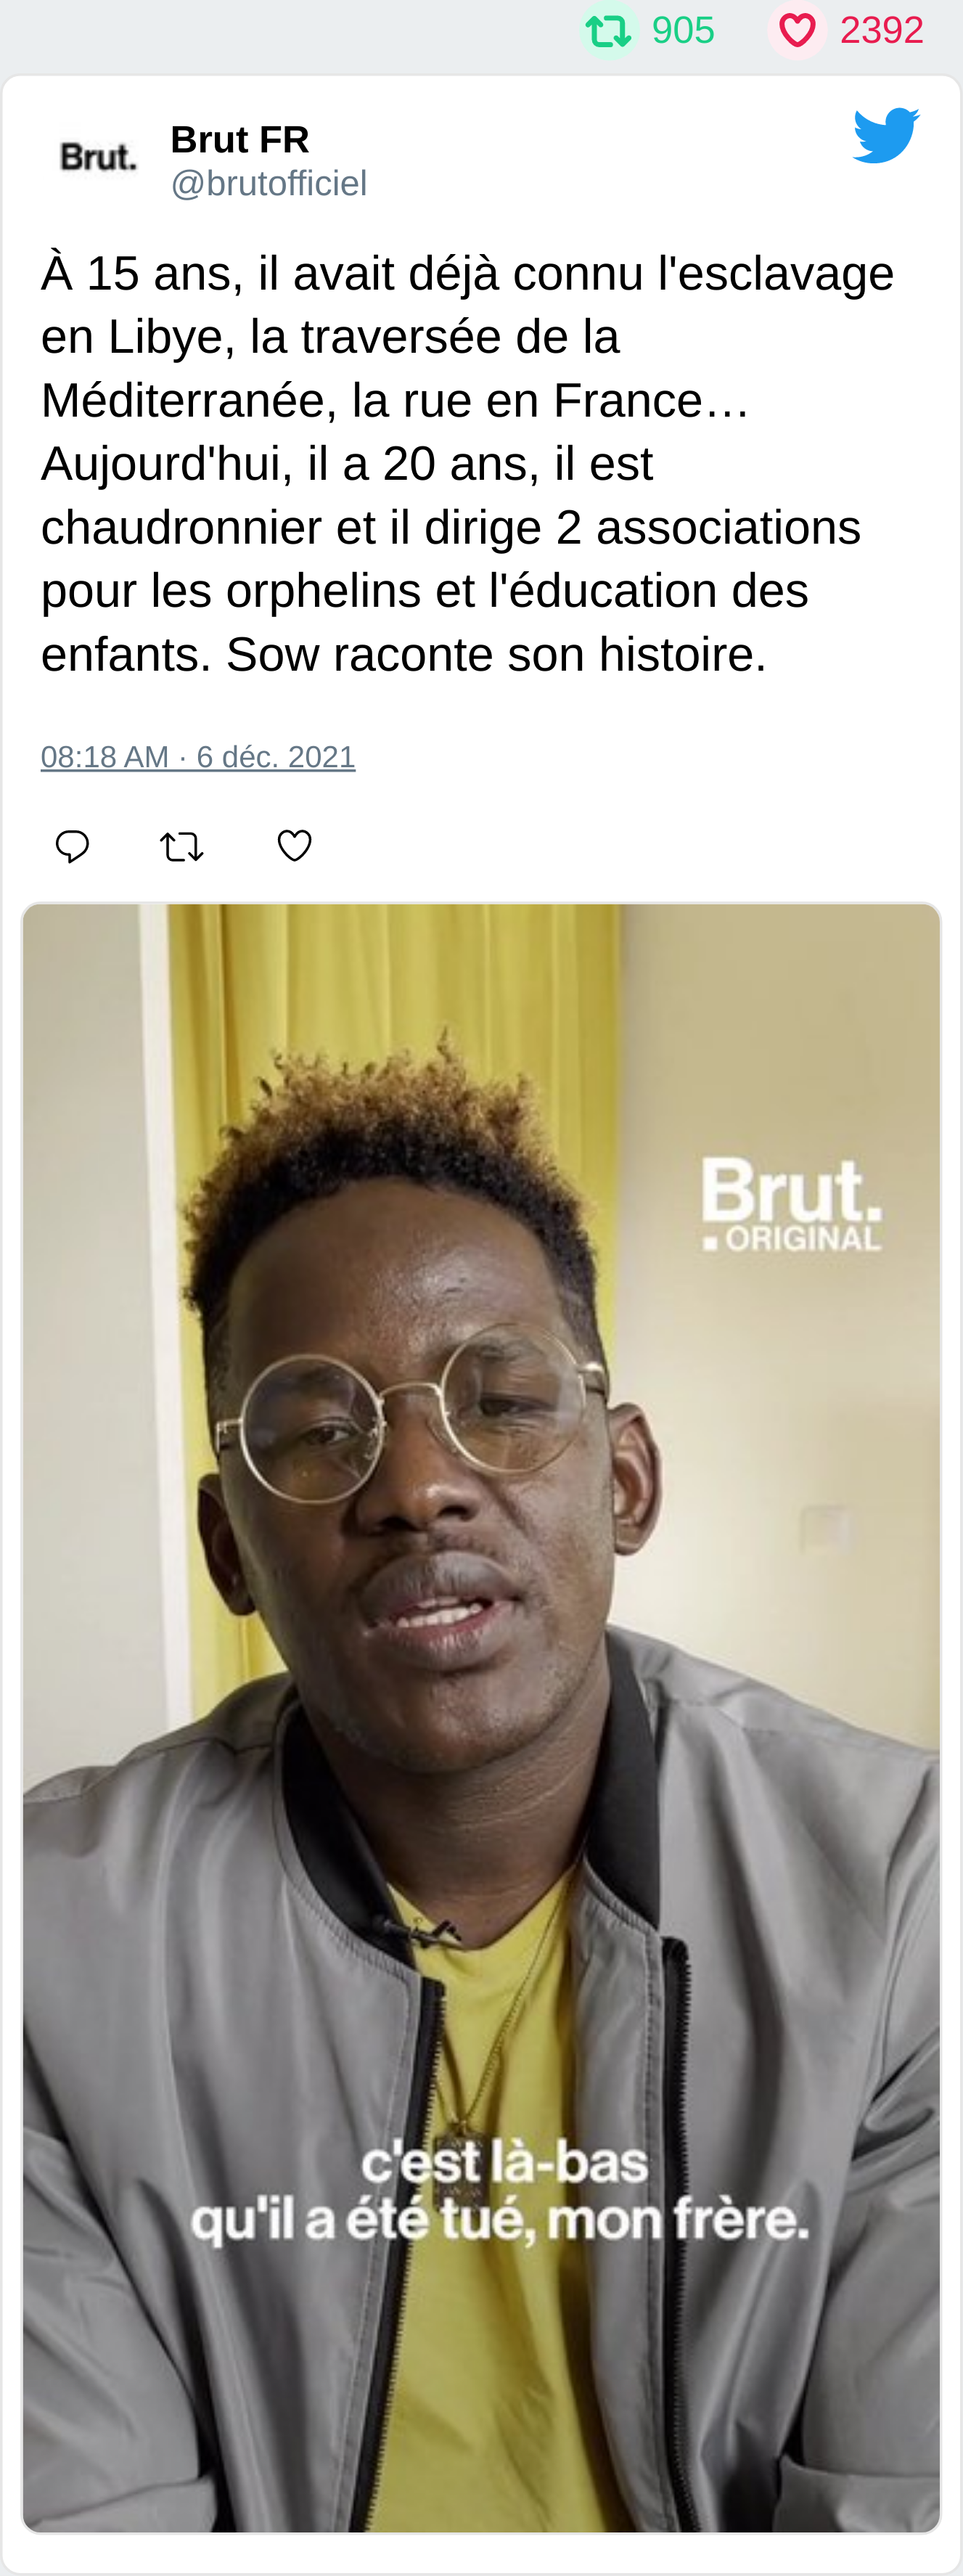 905 2392
Brut.
Brut FR
@brutofficiel
À 15 ans, il avait déjà connu l'esclavage
en Libye, la traversée de la
Méditerranée, la rue en France…
Aujourd'hui, il a 20 ans, il est
chaudronnier et il dirige 2 associations
pour les orphelins et l'éducation des
enfants. Sow raconte son histoire.
08:18 AM · 6 déc. 2021
Brut.
ORIGINAL
c'est là-bas
qu'il a été tué, mon frère.